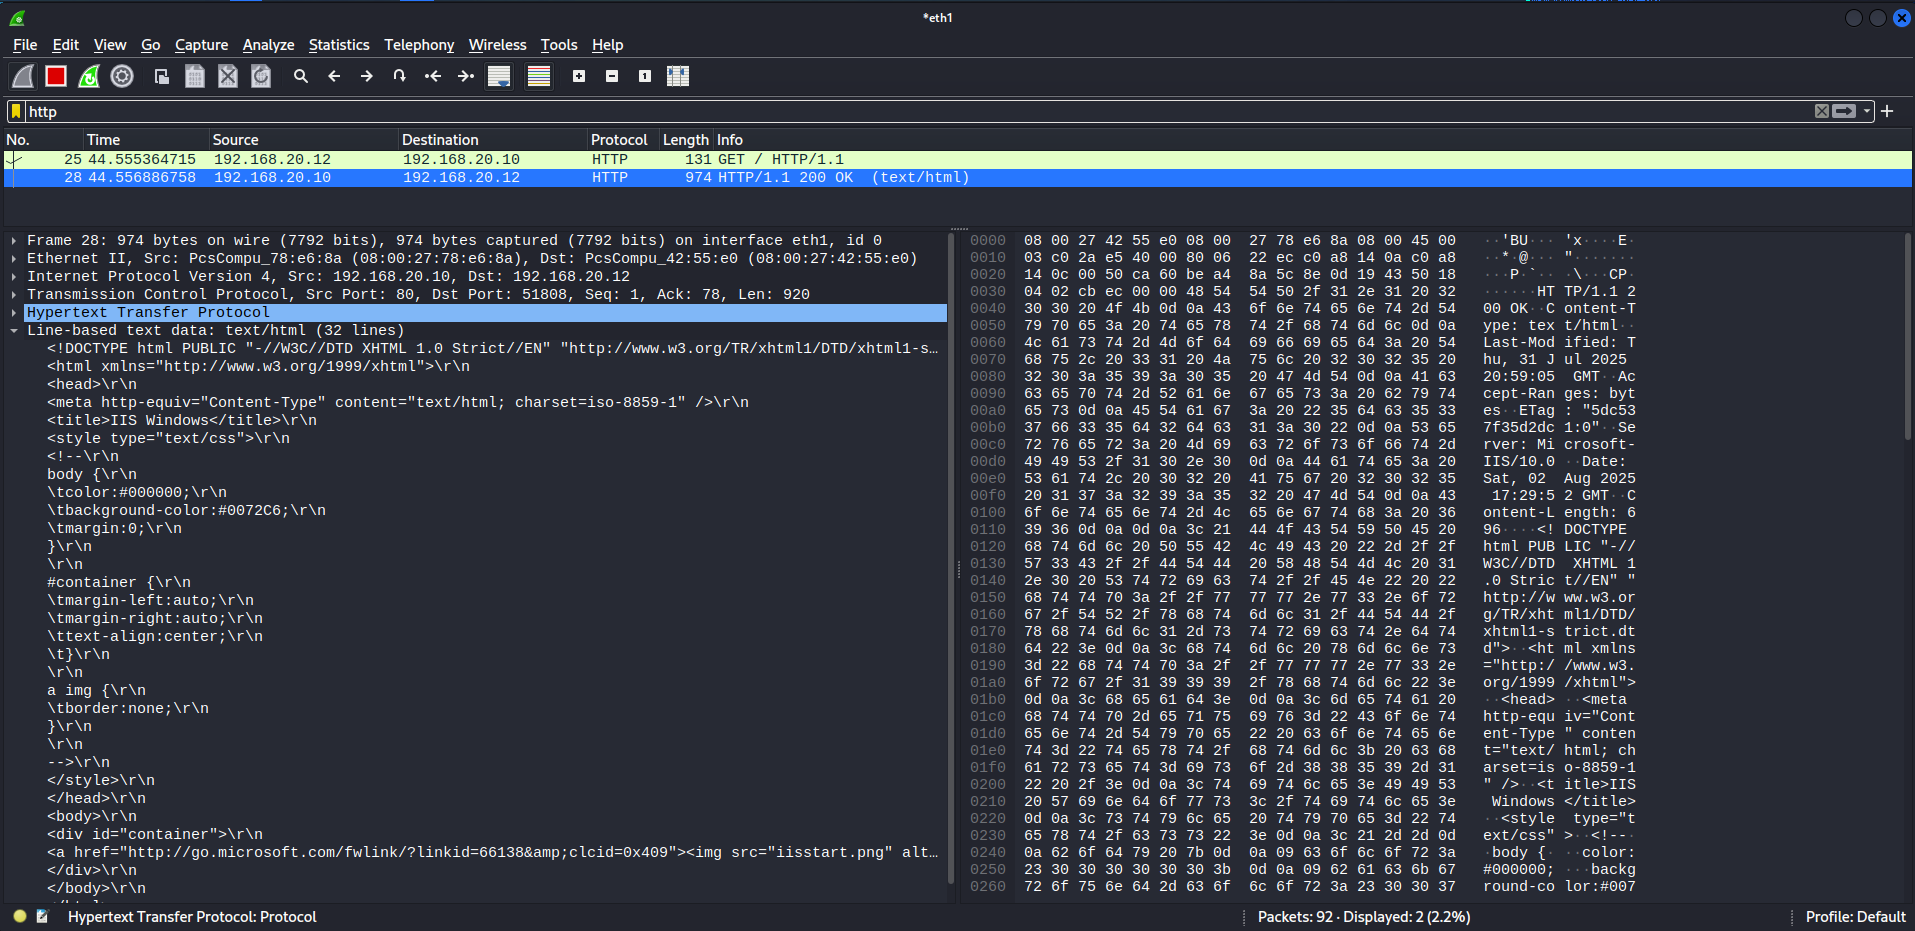 *eth1
File Edit View Go Capture Analyze Statistics Telephony Wireless Tools Help
http
No. Time Source Destination Protocol Length Info
25 44.555364715 192.168.20.12 192.168.20.10 HTTP 131 GET / HTTP/1.1
28 44.556886758 192.168.20.10 192.168.20.12 HTTP 974 HTTP/1.1 200 OK (text/html)
Frame 28: 974 bytes on wire (7792 bits), 974 bytes captured (7792 bits) on interface eth1, id 0
Ethernet II, Src: PcsCompu_78:e6:8a (08:00:27:78:e6:8a), Dst: PcsCompu_42:55:e0 (08:00:27:42:55:e0)
Internet Protocol Version 4, Src: 192.168.20.10, Dst: 192.168.20.12
Transmission Control Protocol, Src Port: 80, Dst Port: 51808, Seq: 1, Ack: 78, Len: 920
Hypertext Transfer Protocol
Line-based text data: text/html (32 lines)
<!DOCTYPE html PUBLIC "-//W3C//DTD XHTML 1.0 Strict//EN" "http://www.w3.org/TR/xhtml1/DTD/xhtml1-s…
<html xmlns="http://www.w3.org/1999/xhtml">\r\n
<head>\r\n
<meta http-equiv="Content-Type" content="text/html; charset=iso-8859-1" />\r\n
<title>IIS Windows</title>\r\n
<style type="text/css">\r\n
<!--\r\n
body {\r\n
\tcolor:#000000;\r\n
\tbackground-color:#0072C6;\r\n
\tmargin:0;\r\n
}\r\n
\r\n
#container {\r\n
\tmargin-left:auto;\r\n
\tmargin-right:auto;\r\n
\ttext-align:center;\r\n
\t}\r\n
\r\n
a img {\r\n
\tborder:none;\r\n
}\r\n
\r\n
-->\r\n
</style>\r\n
</head>\r\n
<body>\r\n
<div id="container">\r\n
<a href="http://go.microsoft.com/fwlink/?linkid=66138&amp;clcid=0x409"><img src="iisstart.png" alt…
</div>\r\n
</body>\r\n
0000 08 00 27 42 55 e0 08 00 27 78 e6 8a 08 00 45 00 ··'BU··· 'x····E·
0010 03 c0 2a e5 40 00 80 06 22 ec c0 a8 14 0a c0 a8 ··*·@··· "·······
0020 14 0c 00 50 ca 60 be a4 8a 5c 8e 0d 19 43 50 18 ···P·`·· ·\···CP·
0030 04 02 cb ec 00 00 48 54 54 50 2f 31 2e 31 20 32 ······HT TP/1.1 2
0040 30 30 20 4f 4b 0d 0a 43 6f 6e 74 65 6e 74 2d 54 00 OK··C ontent-T
0050 79 70 65 3a 20 74 65 78 74 2f 68 74 6d 6c 0d 0a ype: tex t/html··
0060 4c 61 73 74 2d 4d 6f 64 69 66 69 65 64 3a 20 54 Last-Mod ified: T
0070 68 75 2c 20 33 31 20 4a 75 6c 20 32 30 32 35 20 hu, 31 J ul 2025
0080 32 30 3a 35 39 3a 30 35 20 47 4d 54 0d 0a 41 63 20:59:05 GMT··Ac
0090 63 65 70 74 2d 52 61 6e 67 65 73 3a 20 62 79 74 cept-Ran ges: byt
00a0 65 73 0d 0a 45 54 61 67 3a 20 22 35 64 63 35 33 es··ETag : "5dc53
00b0 37 66 33 35 64 32 64 63 31 3a 30 22 0d 0a 53 65 7f35d2dc 1:0"··Se
00c0 72 76 65 72 3a 20 4d 69 63 72 6f 73 6f 66 74 2d rver: Mi crosoft-
00d0 49 49 53 2f 31 30 2e 30 0d 0a 44 61 74 65 3a 20 IIS/10.0 ··Date:
00e0 53 61 74 2c 20 30 32 20 41 75 67 20 32 30 32 35 Sat, 02 Aug 2025
00f0 20 31 37 3a 32 39 3a 35 32 20 47 4d 54 0d 0a 43 17:29:5 2 GMT··C
0100 6f 6e 74 65 6e 74 2d 4c 65 6e 67 74 68 3a 20 36 ontent-L ength: 6
0110 39 36 0d 0a 0d 0a 3c 21 44 4f 43 54 59 50 45 20 96····<! DOCTYPE
0120 68 74 6d 6c 20 50 55 42 4c 49 43 20 22 2d 2f 2f html PUB LIC "-//
0130 57 33 43 2f 2f 44 54 44 20 58 48 54 4d 4c 20 31 W3C//DTD XHTML 1
0140 2e 30 20 53 74 72 69 63 74 2f 2f 45 4e 22 20 22 .0 Stric t//EN" "
0150 68 74 74 70 3a 2f 2f 77 77 77 2e 77 33 2e 6f 72 http://w ww.w3.or
0160 67 2f 54 52 2f 78 68 74 6d 6c 31 2f 44 54 44 2f g/TR/xht ml1/DTD/
0170 78 68 74 6d 6c 31 2d 73 74 72 69 63 74 2e 64 74 xhtml1-s trict.dt
0180 64 22 3e 0d 0a 3c 68 74 6d 6c 20 78 6d 6c 6e 73 d">··<ht ml xmlns
0190 3d 22 68 74 74 70 3a 2f 2f 77 77 77 2e 77 33 2e ="http:/ /www.w3.
01a0 6f 72 67 2f 31 39 39 39 2f 78 68 74 6d 6c 22 3e org/1999 /xhtml">
01b0 0d 0a 3c 68 65 61 64 3e 0d 0a 3c 6d 65 74 61 20 ··<head> ··<meta
01c0 68 74 74 70 2d 65 71 75 69 76 3d 22 43 6f 6e 74 http-equ iv="Cont
01d0 65 6e 74 2d 54 79 70 65 22 20 63 6f 6e 74 65 6e ent-Type " conten
01e0 74 3d 22 74 65 78 74 2f 68 74 6d 6c 3b 20 63 68 t="text/ html; ch
01f0 61 72 73 65 74 3d 69 73 6f 2d 38 38 35 39 2d 31 arset=is o-8859-1
0200 22 20 2f 3e 0d 0a 3c 74 69 74 6c 65 3e 49 49 53 " />··<t itle>IIS
0210 20 57 69 6e 64 6f 77 73 3c 2f 74 69 74 6c 65 3e Windows </title>
0220 0d 0a 3c 73 74 79 6c 65 20 74 79 70 65 3d 22 74 ··<style type="t
0230 65 78 74 2f 63 73 73 22 3e 0d 0a 3c 21 2d 2d 0d ext/css" >··<!--·
0240 0a 62 6f 64 79 20 7b 0d 0a 09 63 6f 6c 6f 72 3a ·body {· ··color:
0250 23 30 30 30 30 30 30 3b 0d 0a 09 62 61 63 6b 67 #000000; ···backg
0260 72 6f 75 6e 64 2d 63 6f 6c 6f 72 3a 23 30 30 37 round-co lor:#007
Hypertext Transfer Protocol: Protocol
Packets: 92 · Displayed: 2 (2.2%)
Profile: Default